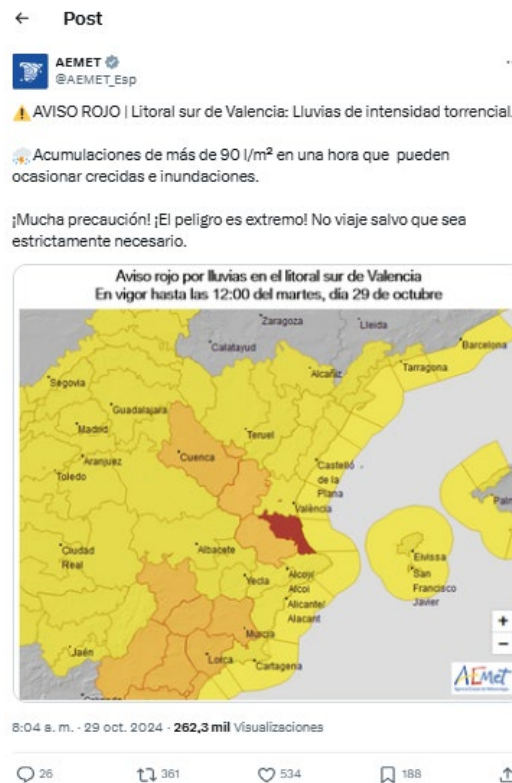 ← Post
AEMET
@AEMET_Esp
⚠️ AVISO ROJO | Litoral sur de Valencia: Lluvias de intensidad torrencial.
⛈️ Acumulaciones de más de 90 l/m² en una hora que pueden
ocasionar crecidas e inundaciones.
¡Mucha precaución! ¡El peligro es extremo! No viaje salvo que sea
estrictamente necesario.
Aviso rojo por lluvias en el litoral sur de Valencia
En vigor hasta las 12:00 del martes, día 29 de octubre
Zaragoza
Lleida
Calatayud
Barcelona
Segovia
Alcañiz
Tarragona
Guadalajara
Madrid
Teruel
Aranjuez
Cuenca
Toledo
Castelló
de la
Plana
València
Palm
Ciudad
Real
Albacete
Eivissa
Yecla
Alcoy/
Alcoi
San
Francisco
Javier
Alicante/
Alacant
Murcia
Jaén
Lorca
Cartagena
+
−
AEmet
8:04 a. m. · 29 oct. 2024 · 262,3 mil Visualizaciones
26 361 534 188